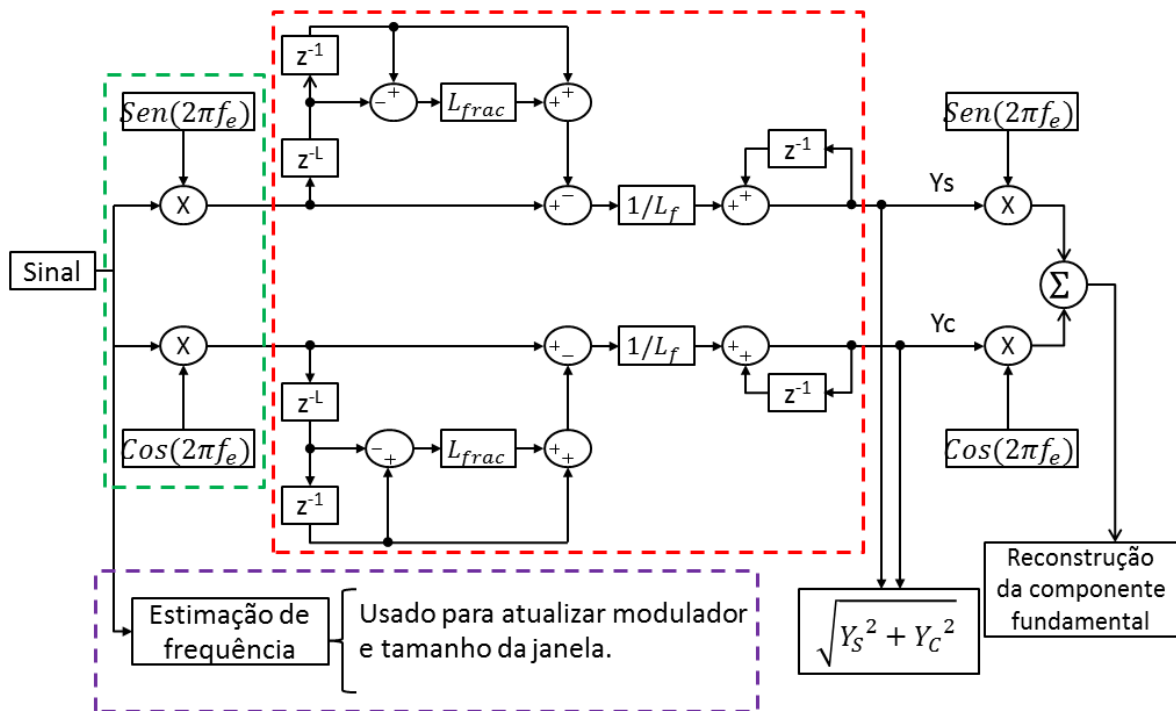 z⁻¹
Sen(2πfₑ)
- +
L_frac
+ +
Sen(2πfₑ)
z⁻ᴸ
z⁻¹
X
+ -
1/L_f
+ +
Ys
X
Sinal
Σ
X
+ -
1/L_f
+ +
Yc
X
z⁻ᴸ
z⁻¹
Cos(2πfₑ)
- +
L_frac
+ +
Cos(2πfₑ)
z⁻¹
Estimação de
frequência
Usado para atualizar modulador
e tamanho da janela.
√(Y_S² + Y_C²)
Reconstrução
da componente
fundamental